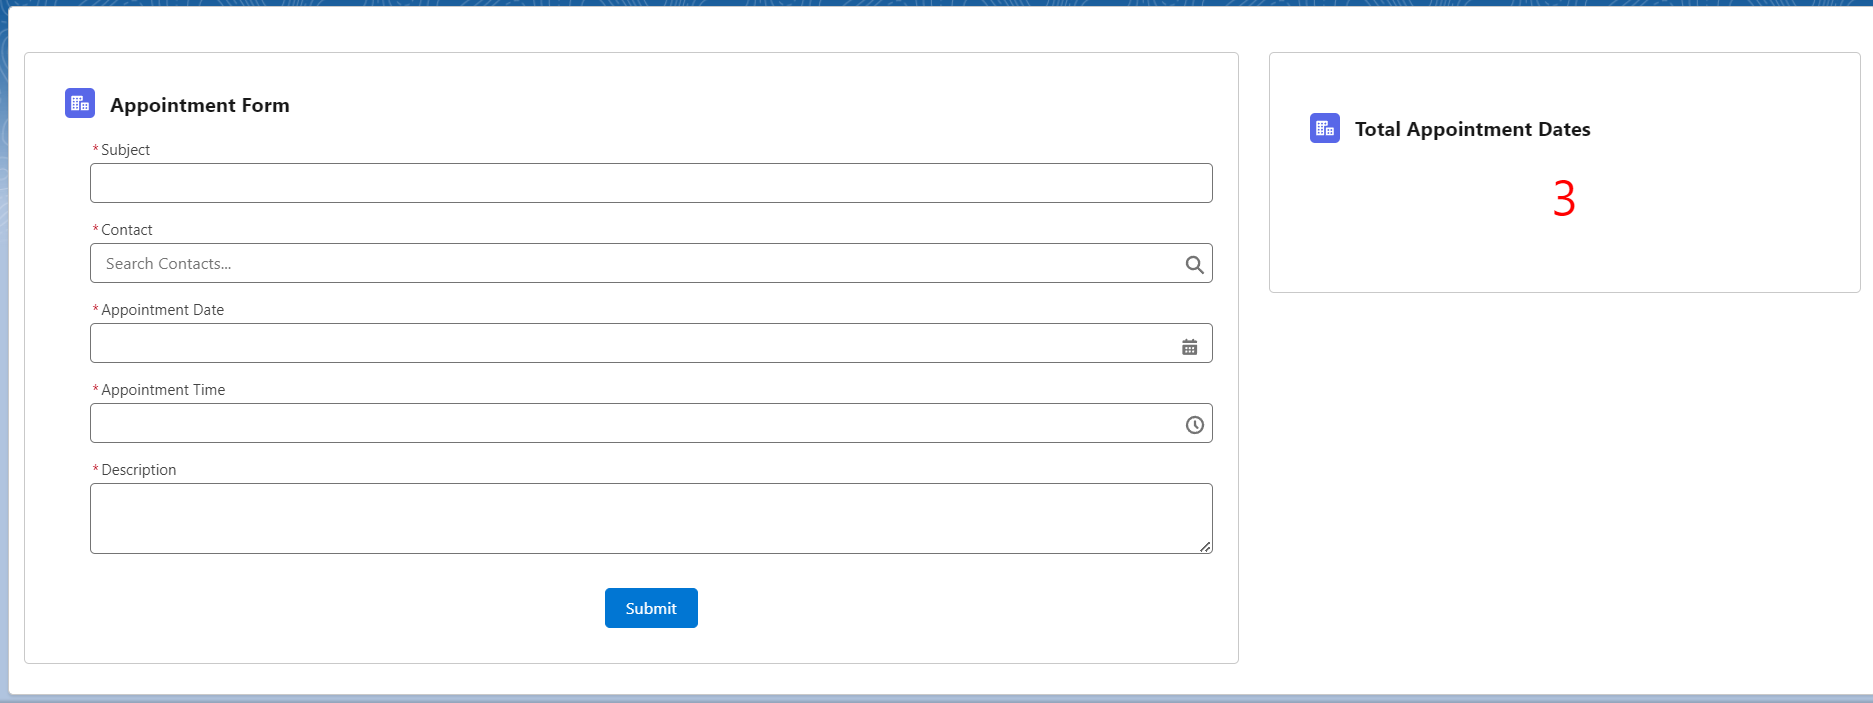 Appointment Form
*Subject
*Contact
Search Contacts...
*Appointment Date
*Appointment Time
*Description
Submit
Total Appointment Dates
3